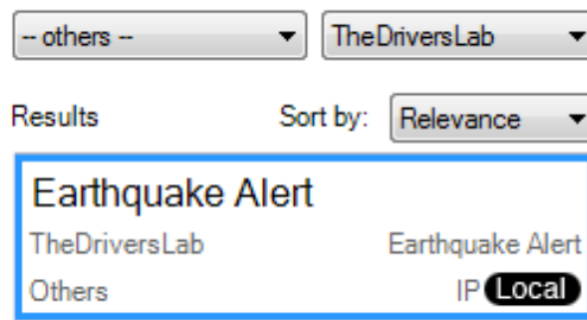 -- others -- TheDriversLab
Results Sort by: Relevance
Earthquake Alert
TheDriversLab Earthquake Alert
Others IP Local